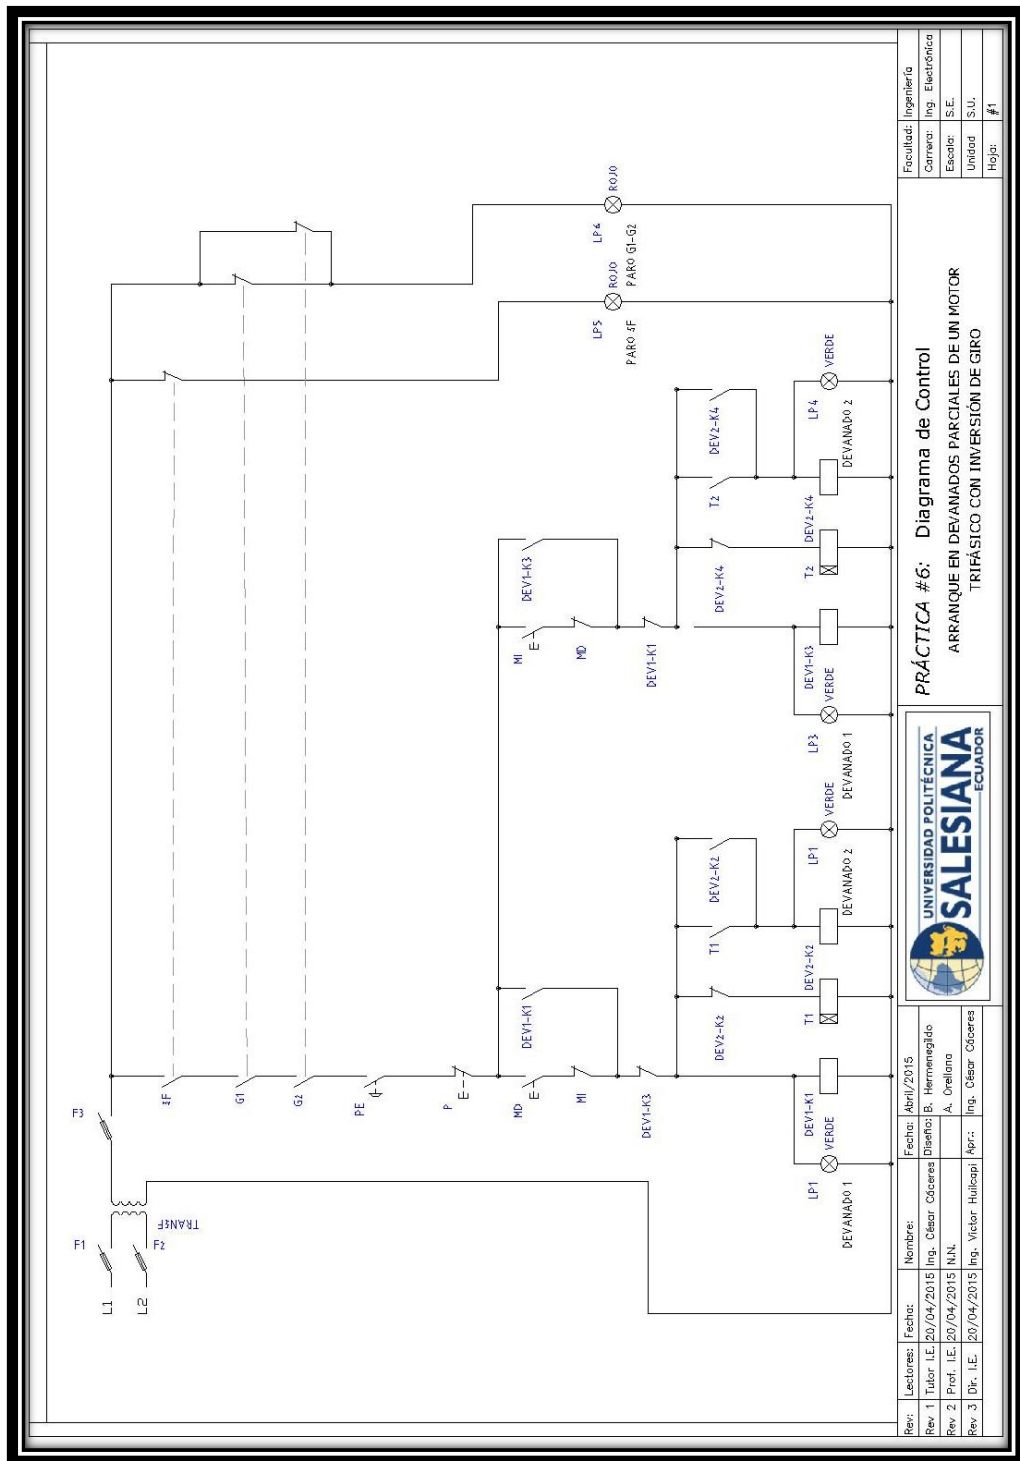 L1
L2
F1
F2
TRANSF
F3
SF
G1
G2
PE
P
MD
DEV1-K1
MI
DEV1-K3
DEV2-K2
T1
DEV2-K2
DEV1-K1
T1
DEV2-K2
LP1
VERDE
DEVANADO 1
LP1
VERDE
DEVANADO 2
MI
DEV1-K3
MD
DEV1-K1
DEV2-K4
T2
DEV2-K4
LP3
VERDE
DEVANADO 1
DEV1-K3
T2
DEV2-K4
LP4
VERDE
DEVANADO 2
LP5
ROJO
PARO SF
LP6
ROJO
PARO G1-G2
Rev: Lectores: Fecha: Nombre: Fecha: Abril/2015
Rev 1 Tutor I.E. 20/04/2015 Ing. César Cáceres Diseño: B. Hermenegildo
Rev 2 Prof. I.E. 20/04/2015 N.N. A. Orellana
Rev 3 Dir. I.E. 20/04/2015 Ing. Victor Huilcapi Apr.: Ing. César Cáceres
UNIVERSIDAD POLITÉCNICA
SALESIANA
ECUADOR
PRÁCTICA #6: Diagrama de Control
ARRANQUE EN DEVANADOS PARCIALES DE UN MOTOR
TRIFÁSICO CON INVERSIÓN DE GIRO
Facultad: Ingeniería
Carrera: Ing. Electrónica
Escala: S.E.
Unidad S.U.
Hoja: #1